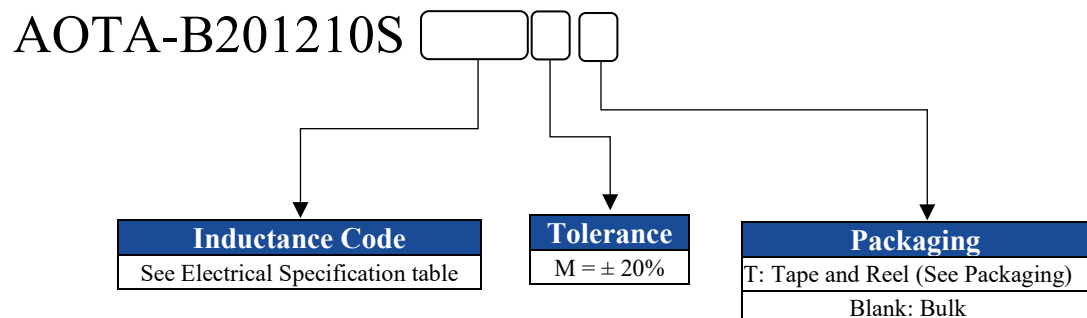 AOTA-B201210S
Inductance Code
See Electrical Specification table
Tolerance
M = ± 20%
Packaging
T: Tape and Reel (See Packaging)
Blank: Bulk